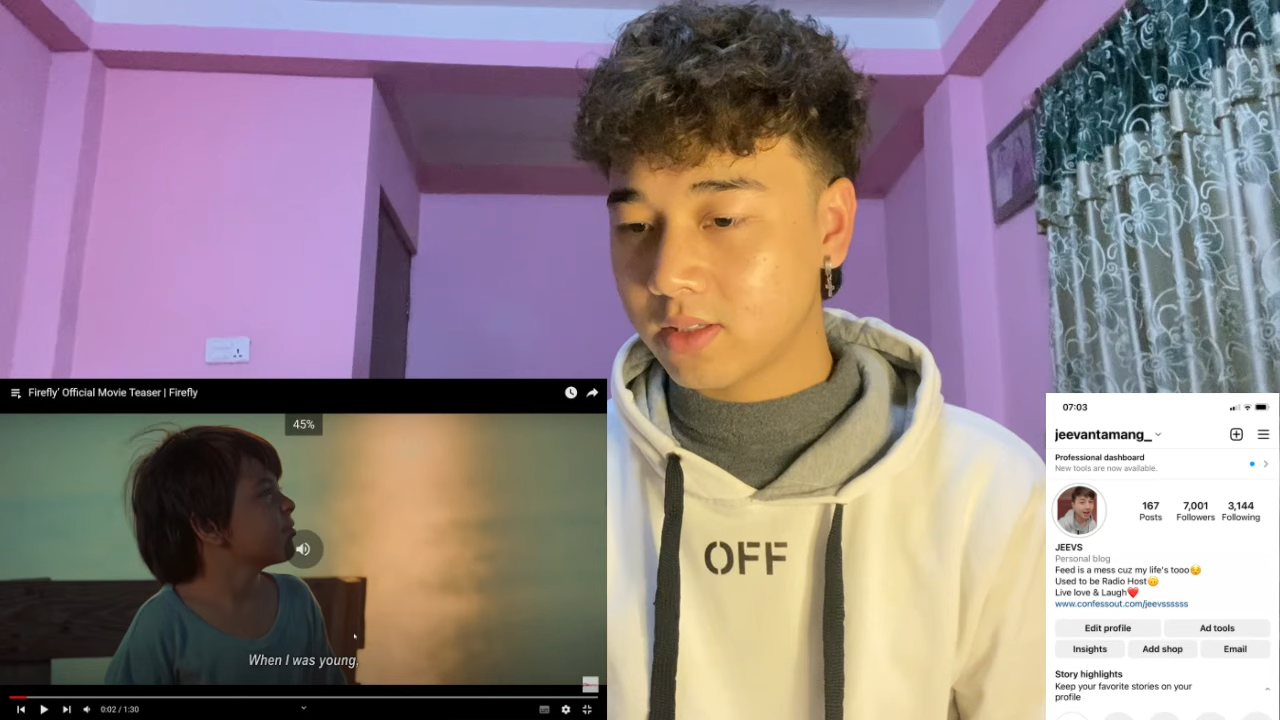 Firefly' Official Movie Teaser | Firefly
45%
When I was young,
0:02 / 1:30
OFF
07:03
jeevantamang_
Professional dashboard
New tools are now available.
167 7,001 3,144
Posts Followers Following
JEEVS
Personal blog
Feed is a mess cuz my life's tooo😔
Used to be Radio Host🙃
Live love & Laugh❤️
www.confessout.com/jeevssssss
Edit profile Ad tools
Insights Add shop Email
Story highlights
Keep your favorite stories on your
profile